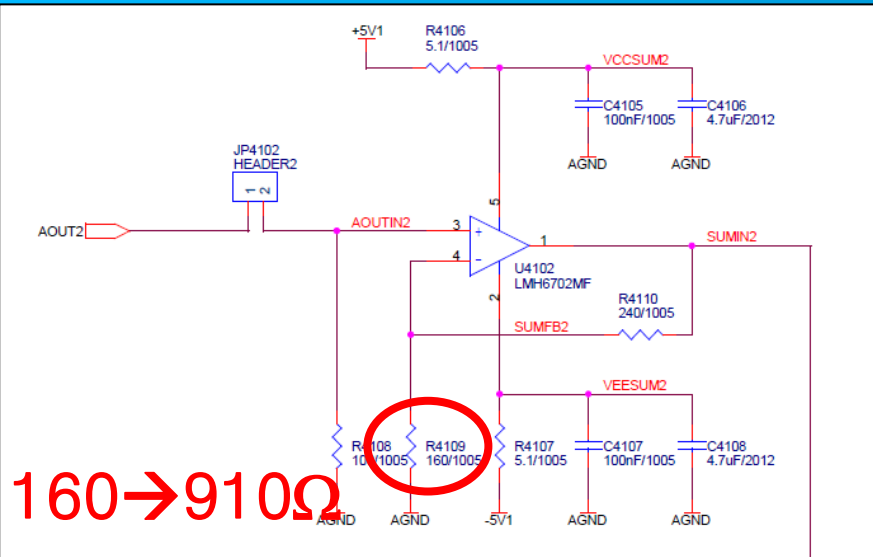 +5V1
R4106
5.1/1005
VCCSUM2
C4105
100nF/1005
C4106
4.7uF/2012
AGND
AGND
JP4102
HEADER2
1 2
AOUT2
AOUTIN2
3
+
4
-
5
1
2
U4102
LMH6702MF
SUMIN2
R4110
240/1005
SUMFB2
VEESUM2
R4109
160/1005
R4107
5.1/1005
C4107
100nF/1005
C4108
4.7uF/2012
160→910Ω
AGND
AGND
-5V1
AGND
AGND